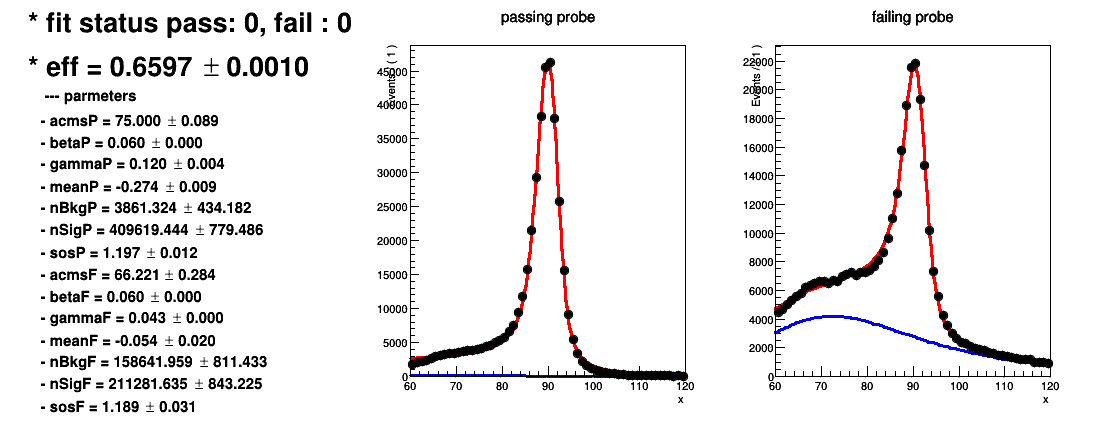 * fit status pass: 0, fail : 0
* eff = 0.6597 ± 0.0010
--- parmeters
- acmsP = 75.000 ± 0.089
- betaP = 0.060 ± 0.000
- gammaP = 0.120 ± 0.004
- meanP = -0.274 ± 0.009
- nBkgP = 3861.324 ± 434.182
- nSigP = 409619.444 ± 779.486
- sosP = 1.197 ± 0.012
- acmsF = 66.221 ± 0.284
- betaF = 0.060 ± 0.000
- gammaF = 0.043 ± 0.000
- meanF = -0.054 ± 0.020
- nBkgF = 158641.959 ± 811.433
- nSigF = 211281.635 ± 843.225
- sosF = 1.189 ± 0.031
passing probe
Events / ( 1 )
45000
40000
35000
30000
25000
20000
15000
10000
5000
0
60 70 80 90 100 110 120
x
failing probe
Events / ( 1 )
22000
20000
18000
16000
14000
12000
10000
8000
6000
4000
2000
0
60 70 80 90 100 110 120
x